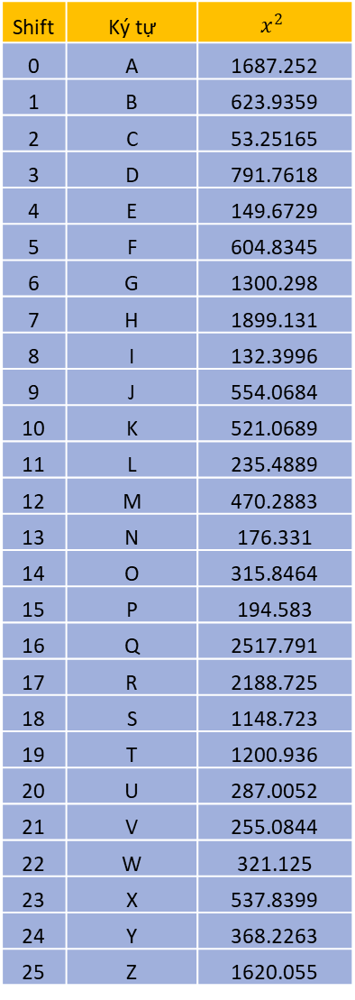 Shift Ký tự x²
0 A 1687.252
1 B 623.9359
2 C 53.25165
3 D 791.7618
4 E 149.6729
5 F 604.8345
6 G 1300.298
7 H 1899.131
8 I 132.3996
9 J 554.0684
10 K 521.0689
11 L 235.4889
12 M 470.2883
13 N 176.331
14 O 315.8464
15 P 194.583
16 Q 2517.791
17 R 2188.725
18 S 1148.723
19 T 1200.936
20 U 287.0052
21 V 255.0844
22 W 321.125
23 X 537.8399
24 Y 368.2263
25 Z 1620.055